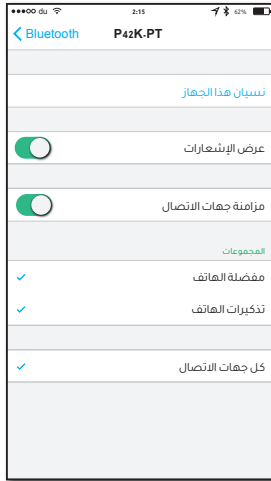 ●●●○○ du 2:15 62%
Bluetooth P42K-PT
نسيان هذا الجهاز
عرض الإشعارات
مزامنة جهات الاتصال
المجموعات
مفضلة الهاتف
تذكيرات الهاتف
كل جهات الاتصال